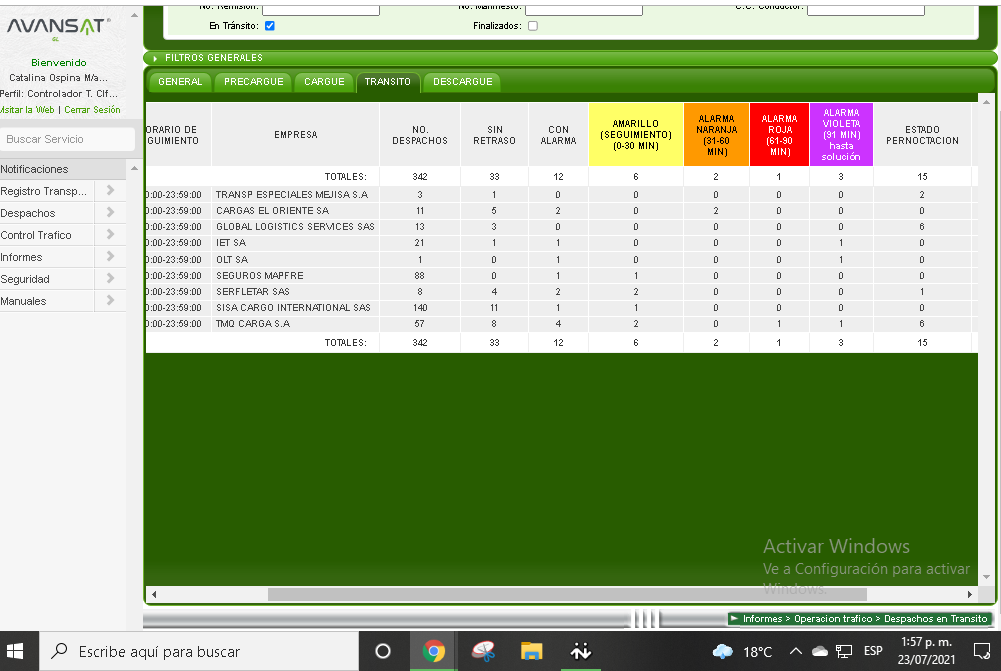 No. Remisión:
No. Manifiesto:
C.C. Conductor:
En Tránsito:
Finalizados:
AVANSAT
Bienvenido
Catalina Ospina M/a...
Perfil: Controlador T. Clf...
Visitar la Web | Cerrar Sesión
Buscar Servicio
Notificaciones
Registro Transp...
Despachos
Control Trafico
Informes
Seguridad
Manuales
FILTROS GENERALES
GENERAL PRECARGUE CARGUE TRANSITO DESCARGUE
ORARIO DE GUIMIENTO EMPRESA NO. DESPACHOS SIN RETRASO CON ALARMA AMARILLO (SEGUIMIENTO) (0-30 MIN) ALARMA NARANJA (31-60 MIN) ALARMA ROJA (61-90 MIN) ALARMA VIOLETA (91 MIN) hasta solución ESTADO PERNOCTACION
TOTALES: 342 33 12 6 2 1 3 15
0:00-23:59:00 TRANSP ESPECIALES MEJISA S.A 3 1 0 0 0 0 0 2
0:00-23:59:00 CARGAS EL ORIENTE SA 11 5 2 0 2 0 0 0
0:00-23:59:00 GLOBAL LOGISTICS SERVICES SAS 13 3 0 0 0 0 0 6
0:00-23:59:00 IET SA 21 1 1 0 0 0 1 0
0:00-23:59:00 OLT SA 1 0 1 0 0 0 1 0
0:00-23:59:00 SEGUROS MAPFRE 88 0 1 1 0 0 0 0
0:00-23:59:00 SERFLETAR SAS 8 4 2 2 0 0 0 1
0:00-23:59:00 SISA CARGO INTERNATIONAL SAS 140 11 1 1 0 0 0 0
0:00-23:59:00 TMQ CARGA S.A 57 8 4 2 0 1 1 6
TOTALES: 342 33 12 6 2 1 3 15
Activar Windows
Ve a Configuración para activar
Windows.
Informes > Operacion trafico > Despachos en Transito
Escribe aquí para buscar
18°C
ESP
1:57 p. m.
23/07/2021